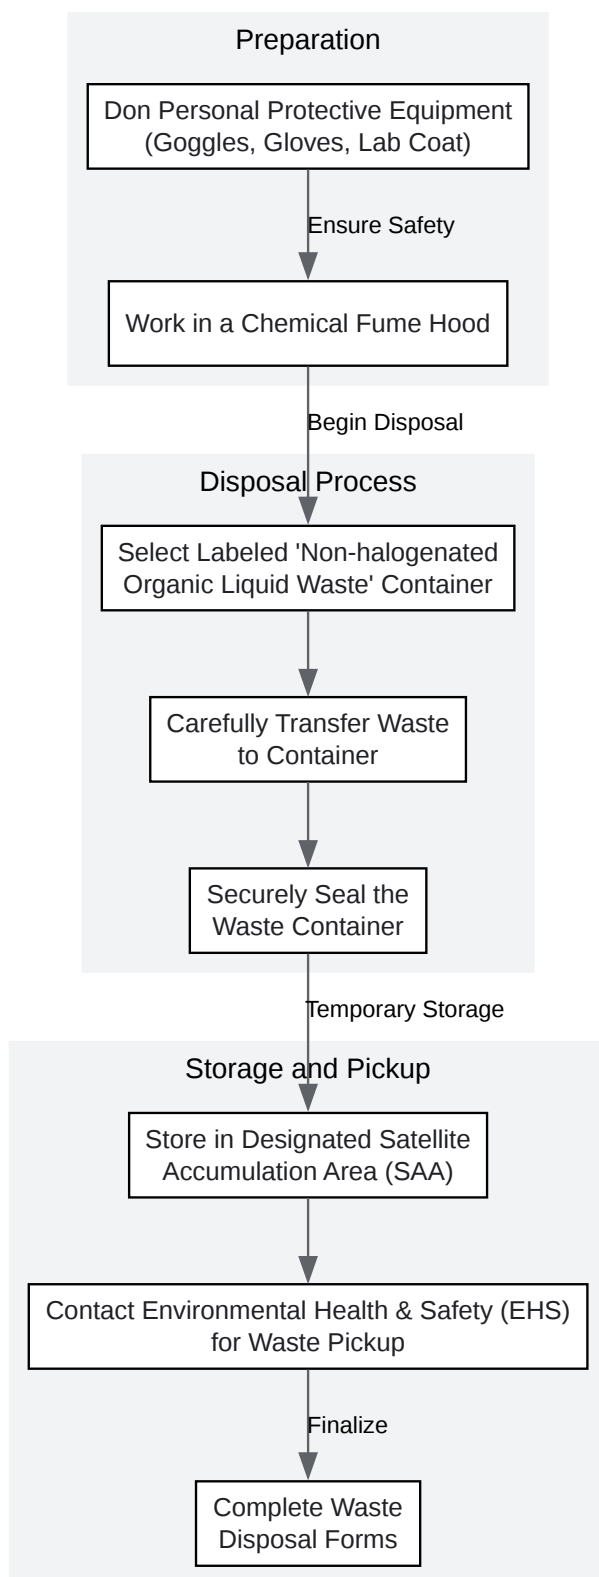 Preparation
Don Personal Protective Equipment
(Goggles, Gloves, Lab Coat)
Ensure Safety
Work in a Chemical Fume Hood
Begin Disposal
Disposal Process
Select Labeled 'Non-halogenated
Organic Liquid Waste' Container
Carefully Transfer Waste
to Container
Securely Seal the
Waste Container
Temporary Storage
Storage and Pickup
Store in Designated Satellite
Accumulation Area (SAA)
Contact Environmental Health & Safety (EHS)
for Waste Pickup
Finalize
Complete Waste
Disposal Forms